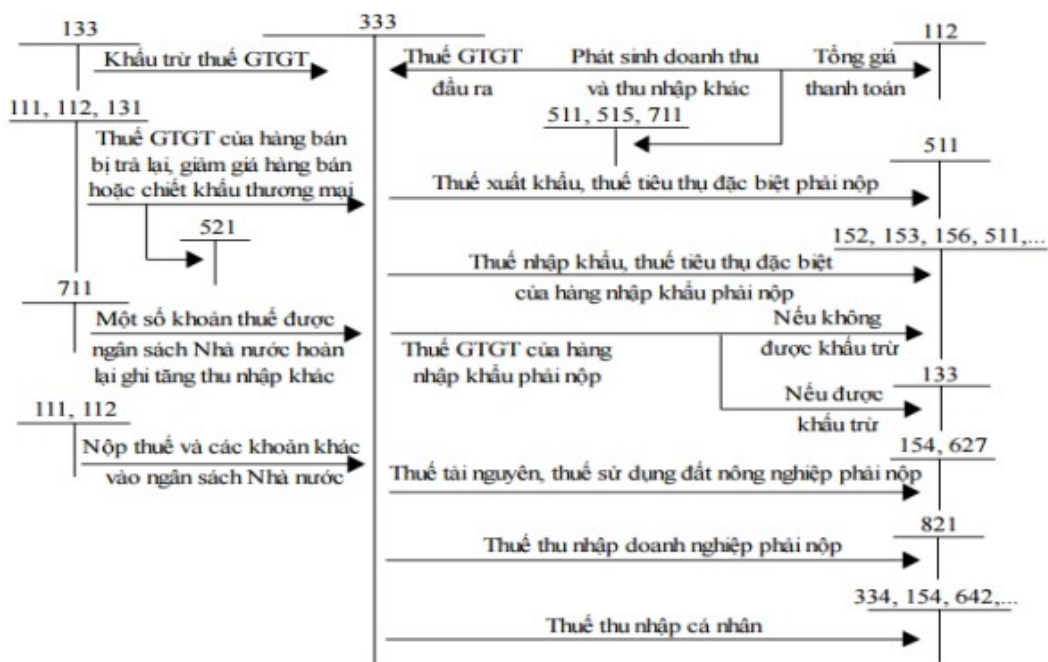 133
333
112
Khấu trừ thuế GTGT
Thuế GTGT
đầu ra
Phát sinh doanh thu
và thu nhập khác
Tổng giá
thanh toán
111, 112, 131
Thuế GTGT của hàng bán
bị trả lại, giảm giá hàng bán
hoặc chiết khấu thương mại
511, 515, 711
511
Thuế xuất khẩu, thuế tiêu thụ đặc biệt phải nộp
521
152, 153, 156, 511,...
Thuế nhập khẩu, thuế tiêu thụ đặc biệt
của hàng nhập khẩu phải nộp
711
Một số khoản thuế được
ngân sách Nhà nước hoàn
lại ghi tăng thu nhập khác
Thuế GTGT của hàng
nhập khẩu phải nộp
Nếu không
được khấu trừ
133
Nếu được
khấu trừ
111, 112
Nộp thuế và các khoản khác
vào ngân sách Nhà nước
154, 627
Thuế tài nguyên, thuế sử dụng đất nông nghiệp phải nộp
821
Thuế thu nhập doanh nghiệp phải nộp
334, 154, 642,...
Thuế thu nhập cá nhân